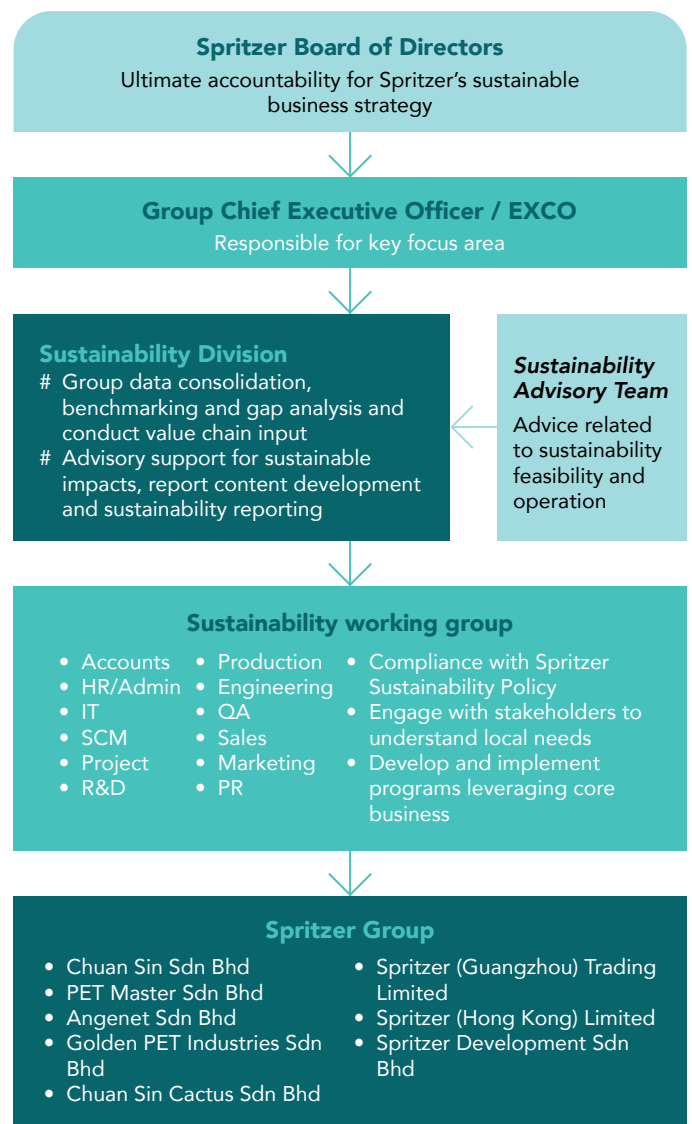 Spritzer Board of Directors
Ultimate accountability for Spritzer's sustainable
business strategy
Group Chief Executive Officer / EXCO
Responsible for key focus area
Sustainability Division
# Group data consolidation,
benchmarking and gap analysis and
conduct value chain input
# Advisory support for sustainable
impacts, report content development
and sustainability reporting
Sustainability
Advisory Team
Advice related
to sustainability
feasibility and
operation
Sustainability working group
• Accounts
• HR/Admin
• IT
• SCM
• Project
• R&D
• Production
• Engineering
• QA
• Sales
• Marketing
• PR
• Compliance with Spritzer
Sustainability Policy
• Engage with stakeholders to
understand local needs
• Develop and implement
programs leveraging core
business
Spritzer Group
• Chuan Sin Sdn Bhd
• PET Master Sdn Bhd
• Angenet Sdn Bhd
• Golden PET Industries Sdn
Bhd
• Chuan Sin Cactus Sdn Bhd
• Spritzer (Guangzhou) Trading
Limited
• Spritzer (Hong Kong) Limited
• Spritzer Development Sdn
Bhd